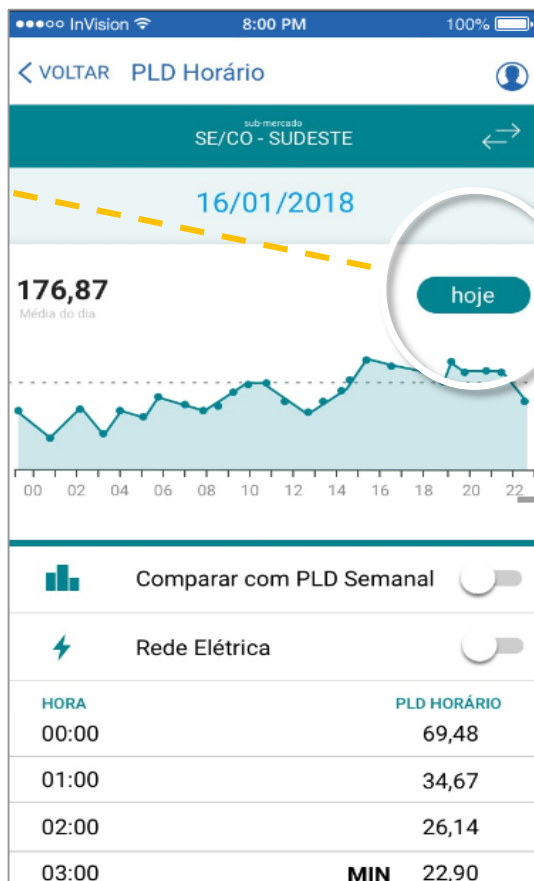 InVision 8:00 PM 100%
VOLTAR PLD Horário
sub-mercado
SE/CO - SUDESTE
16/01/2018
176,87 hoje
Média do dia
00 02 04 06 08 10 12 14 16 18 20 22
Comparar com PLD Semanal
Rede Elétrica
HORA PLD HORÁRIO
00:00 69,48
01:00 34,67
02:00 26,14
03:00 MIN 22,90